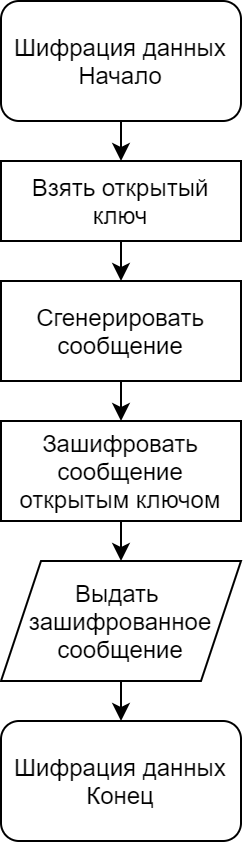 Шифрация данных
Начало
Взять открытый
ключ
Сгенерировать
сообщение
Зашифровать
сообщение
открытым ключом
Выдать
зашифрованное
сообщение
Шифрация данных
Конец